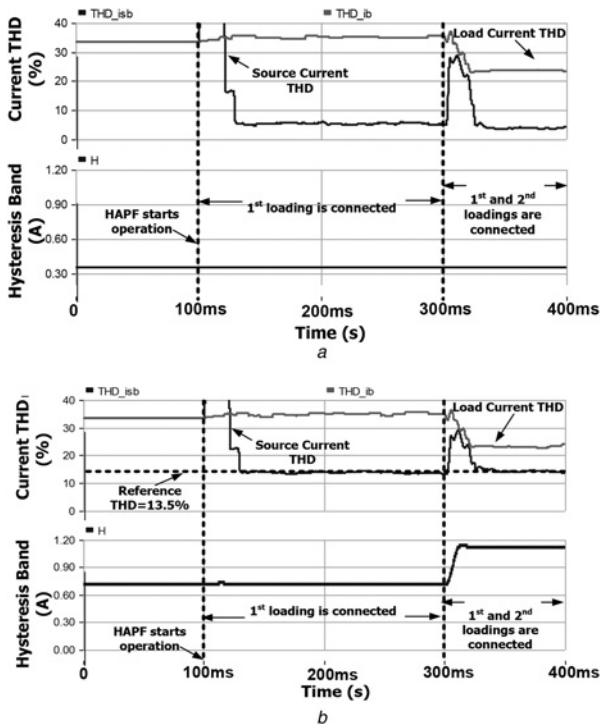 THD_isb THD_ib
Current THD
(%)
40
30
20
10
0
Source Current
THD
Load Current THD
H
Hysteresis Band
(A)
1.20
0.90
0.60
0.30
HAPF starts
operation
1st loading is connected
1st and 2nd
loadings are
connected
0 100ms 200ms 300ms 400ms
Time (s)
a
THD_isb THD_ib
Current THD
(%)
40
30
20
10
0
Source Current
THD
Load Current THD
Reference
THD=13.5%
H
Hysteresis Band
(A)
1.20
0.90
0.60
0.30
0.00
1st loading is connected
1st and 2nd
loadings are
connected
HAPF starts
operation
0 100ms 200ms 300ms 400ms
Time (s)
b